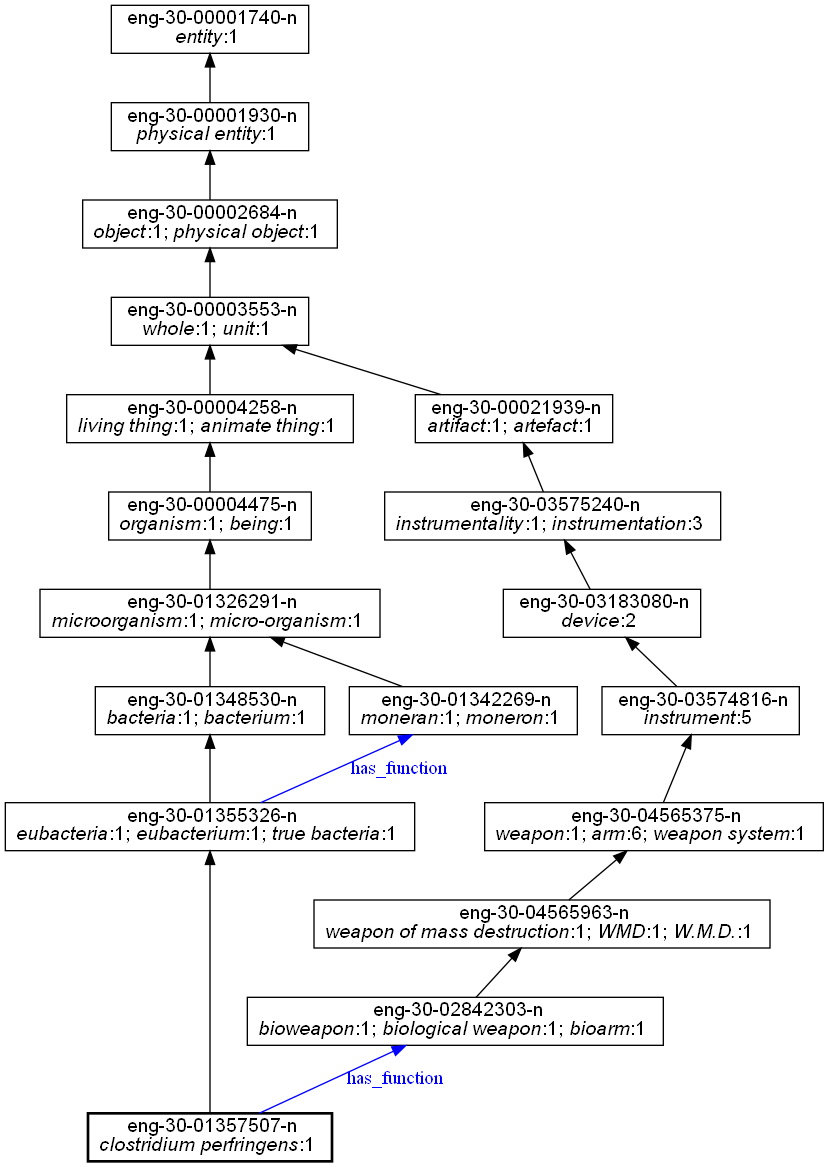 eng-30-00001740-n
entity:1
eng-30-00001930-n
physical entity:1
eng-30-00002684-n
object:1; physical object:1
eng-30-00003553-n
whole:1; unit:1
eng-30-00004258-n
living thing:1; animate thing:1
eng-30-00021939-n
artifact:1; artefact:1
eng-30-00004475-n
organism:1; being:1
eng-30-03575240-n
instrumentality:1; instrumentation:3
eng-30-01326291-n
microorganism:1; micro-organism:1
eng-30-03183080-n
device:2
eng-30-01348530-n
bacteria:1; bacterium:1
eng-30-01342269-n
moneran:1; moneron:1
eng-30-03574816-n
instrument:5
has_function
eng-30-01355326-n
eubacteria:1; eubacterium:1; true bacteria:1
eng-30-04565375-n
weapon:1; arm:6; weapon system:1
eng-30-04565963-n
weapon of mass destruction:1; WMD:1; W.M.D.:1
eng-30-02842303-n
bioweapon:1; biological weapon:1; bioarm:1
has_function
eng-30-01357507-n
clostridium perfringens:1